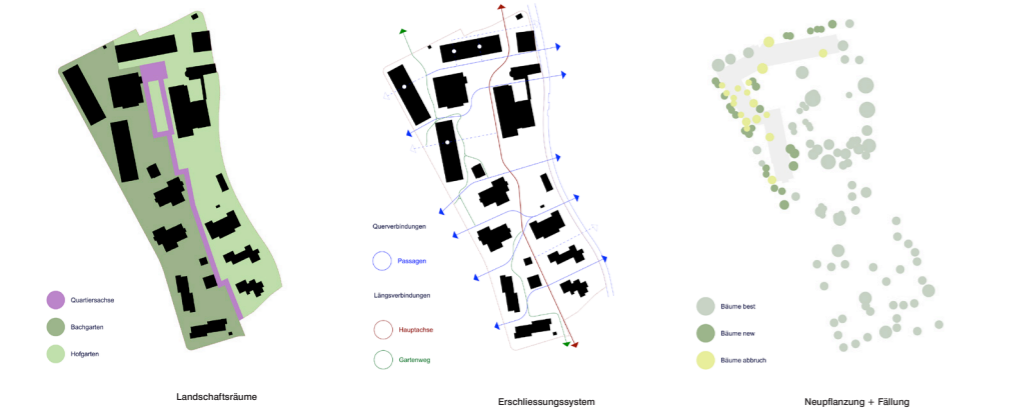 Quartiersachse
Bachgarten
Hofgarten
Landschaftsräume
Querverbindungen
Passagen
Längsverbindungen
Hauptachse
Gartenweg
Erschliessungssystem
Bäume best
Bäume new
Bäume abbruch
Neupflanzung + Fällung